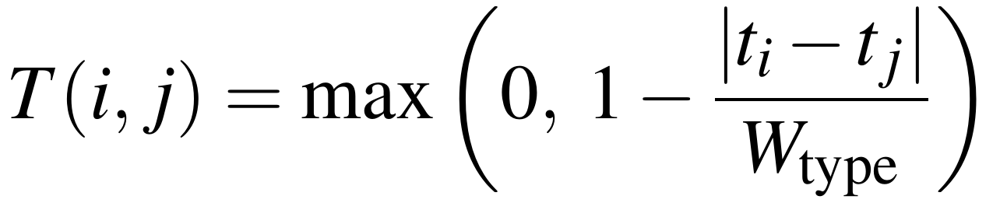 T(i, j) = max(0, 1 − |t_i − t_j| / W_type)